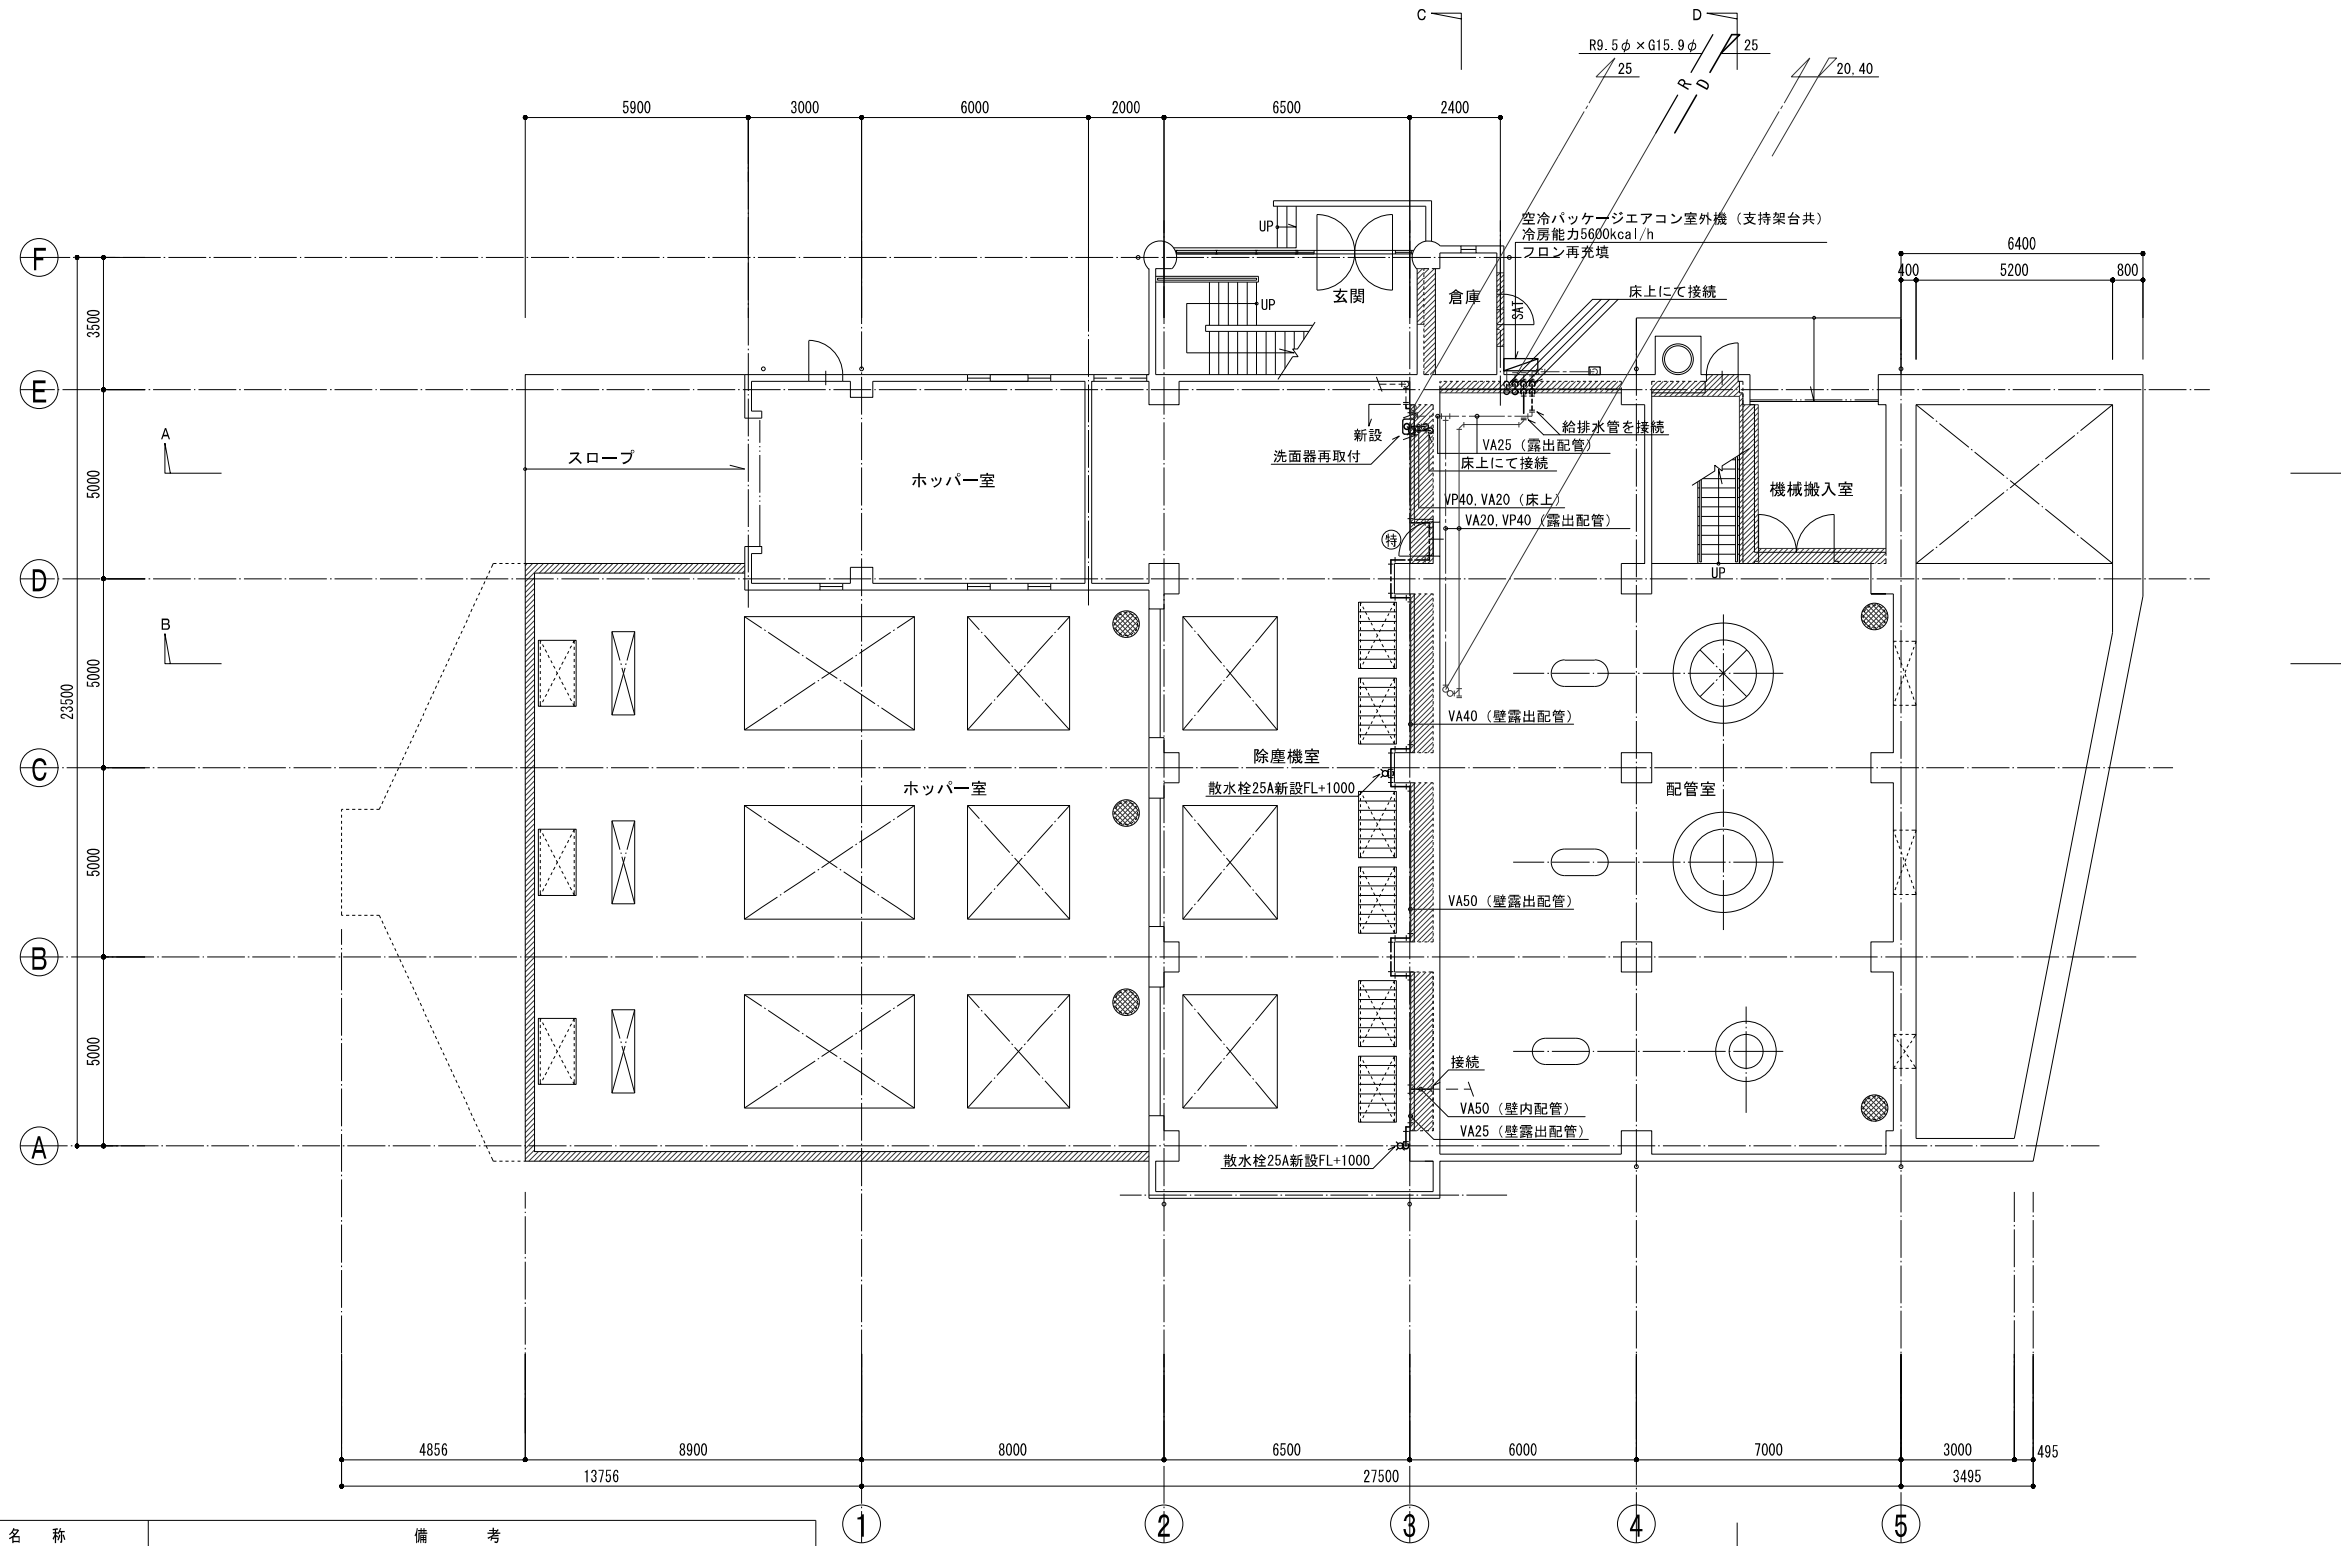 C
D
R9.5φ×G15.9φ
25
25
R
D
20,40
5900
3000
6000
2000
6500
2400
UP
空冷パッケージエアコン室外機（支持架台共）
冷房能力5600kcal/h
フロン再充填
F
6400
400
5200
800
玄関
倉庫
SAT
床上にて接続
UP
3500
E
新設
給排水管を接続
A
VA25（露出配管）
洗面器再取付
スロープ
床上にて接続
5000
ホッパー室
機械搬入室
VP40,VA20（床上）
VA20,VP40（露出配管）
特
D
UP
B
5000
23500
VA40（壁露出配管）
除塵機室
C
ホッパー室
散水栓25A新設FL+1000
配管室
5000
VA50（壁露出配管）
B
5000
接続
VA50（壁内配管）
VA25（壁露出配管）
A
散水栓25A新設FL+1000
4856
8900
8000
6500
6000
7000
3000
495
13756
27500
3495
1
2
3
4
5
名　称
備　考